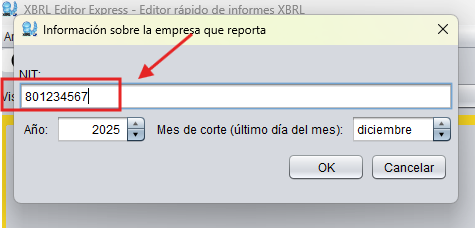 XBRL Editor Express - Editor rápido de informes XBRL
Información sobre la empresa que reporta
NIT:
801234567
Año: 2025 Mes de corte (último día del mes): diciembre
OK Cancelar